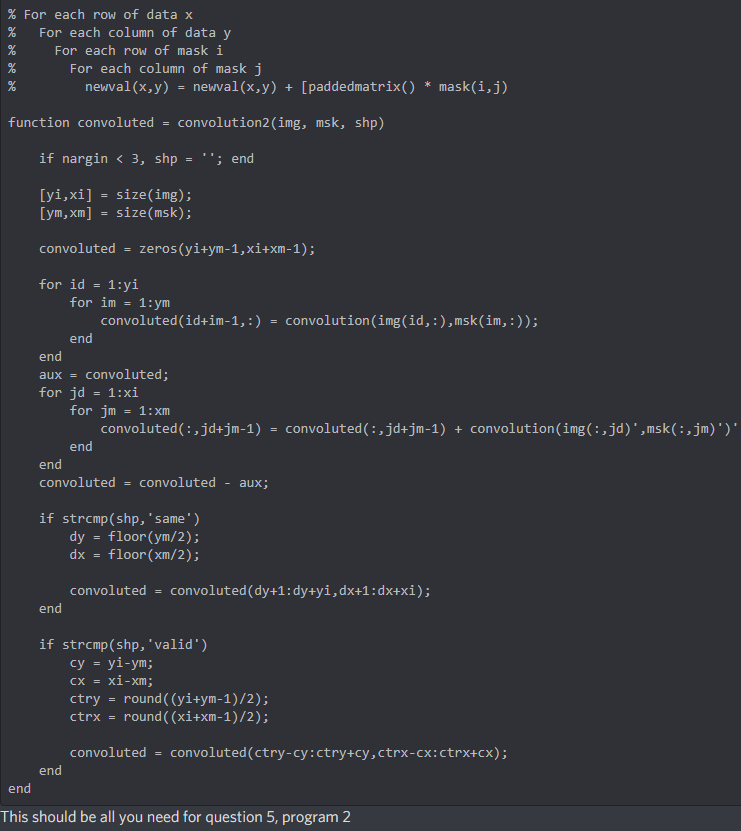 % For each row of data x
%   For each column of data y
%     For each row of mask i
%       For each column of mask j
%         newval(x,y) = newval(x,y) + [paddedmatrix() * mask(i,j)
function convoluted = convolution2(img, msk, shp)
    if nargin < 3, shp = ''; end
    [yi,xi] = size(img);
    [ym,xm] = size(msk);
    convoluted = zeros(yi+ym-1,xi+xm-1);
    for id = 1:yi
        for im = 1:ym
            convoluted(id+im-1,:) = convolution(img(id,:),msk(im,:));
        end
    end
    aux = convoluted;
    for jd = 1:xi
        for jm = 1:xm
            convoluted(:,jd+jm-1) = convoluted(:,jd+jm-1) + convolution(img(:,jd)',msk(:,jm)')'
        end
    end
    convoluted = convoluted - aux;
    if strcmp(shp,'same')
        dy = floor(ym/2);
        dx = floor(xm/2);
        convoluted = convoluted(dy+1:dy+yi,dx+1:dx+xi);
    end
    if strcmp(shp,'valid')
        cy = yi-ym;
        cx = xi-xm;
        ctry = round((yi+ym-1)/2);
        ctrx = round((xi+xm-1)/2);
        convoluted = convoluted(ctry-cy:ctry+cy,ctrx-cx:ctrx+cx);
    end
end
This should be all you need for question 5, program 2